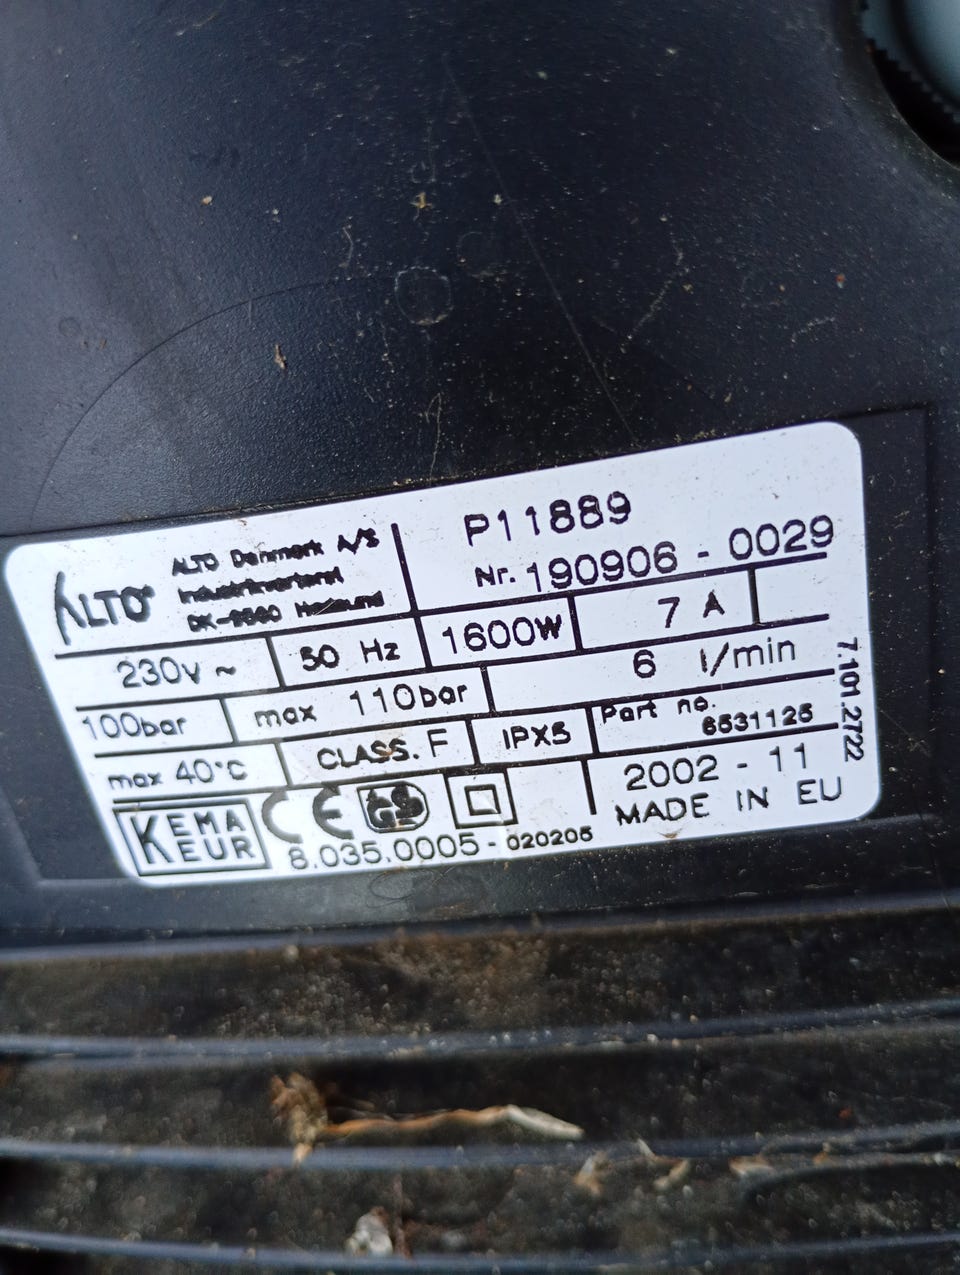 ALTO
ALTO Danmark A/S
Industrikvarteret
DK-9560 Hadsund
P11889
Nr. 190906 - 0029
230V ~
50 Hz
1600W
7 A
100bar
max 110bar
6 l/min
max 40°C
CLASS. F
IPX5
Part no.
6531125
7.101.2722
KEMA
KEUR
CE
GS
2002 - 11
MADE IN EU
8.035.0005 - 020205